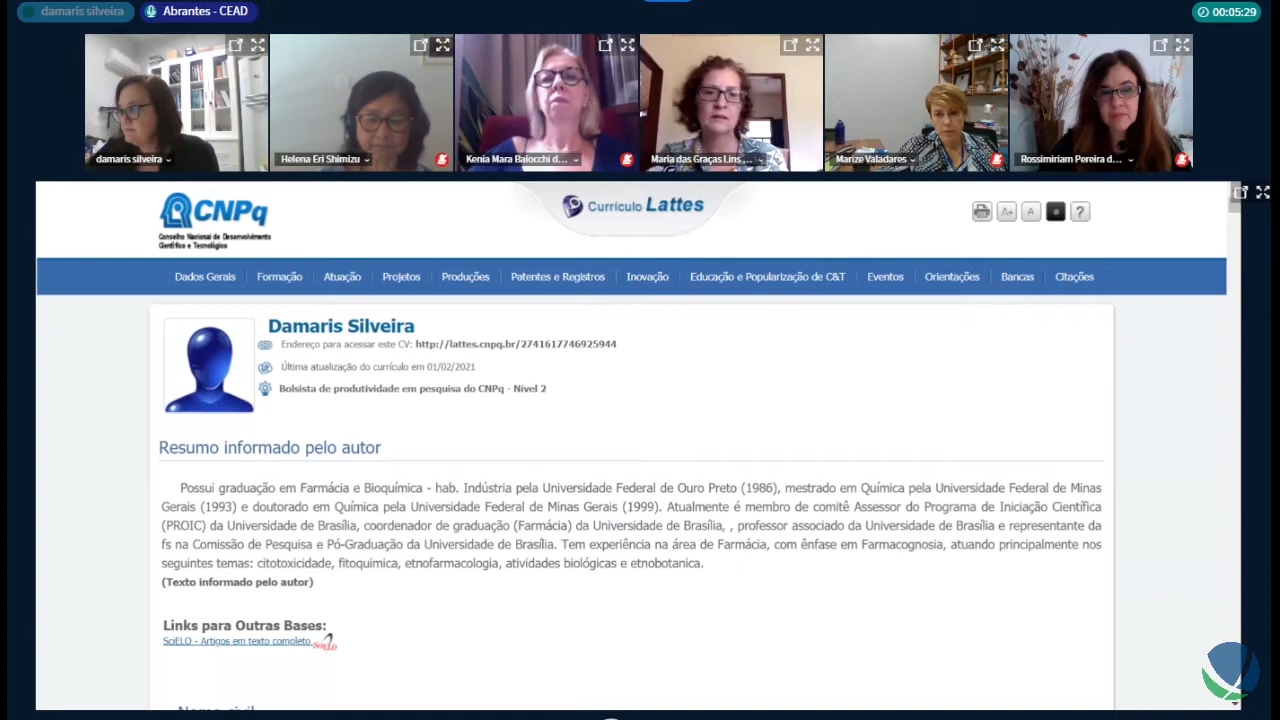 damaris silveira
Abrantes - CEAD
00:05:29
damaris silveira
Helena Eri Shimizu
Kenia Mara Baiocchi d...
Maria das Graças Lins ...
Marize Valadares
Rossimiriam Pereira d...
CNPq
Conselho Nacional de Desenvolvimento
Científico e Tecnológico
Currículo Lattes
A+
A
?
Dados Gerais
Formação
Atuação
Projetos
Produções
Patentes e Registros
Inovação
Educação e Popularização de C&T
Eventos
Orientações
Bancas
Citações
Damaris Silveira
Endereço para acessar este CV: http://lattes.cnpq.br/2741617746925944
Última atualização do currículo em 01/02/2021
Bolsista de produtividade em pesquisa do CNPq - Nível 2
Resumo informado pelo autor
Possui graduação em Farmácia e Bioquímica - hab. Indústria pela Universidade Federal de Ouro Preto (1986), mestrado em Química pela Universidade Federal de Minas
Gerais (1993) e doutorado em Química pela Universidade Federal de Minas Gerais (1999). Atualmente é membro de comitê Assessor do Programa de Iniciação Científica
(PROIC) da Universidade de Brasília, coordenador de graduação (Farmácia) da Universidade de Brasília, , professor associado da Universidade de Brasília e representante da
fs na Comissão de Pesquisa e Pó-Graduação da Universidade de Brasília. Tem experiência na área de Farmácia, com ênfase em Farmacognosia, atuando principalmente nos
seguintes temas: citotoxicidade, fitoquimica, etnofarmacologia, atividades biológicas e etnobotanica.
(Texto informado pelo autor)
Links para Outras Bases:
SciELO - Artigos em texto completo
SciELO
Nome civil